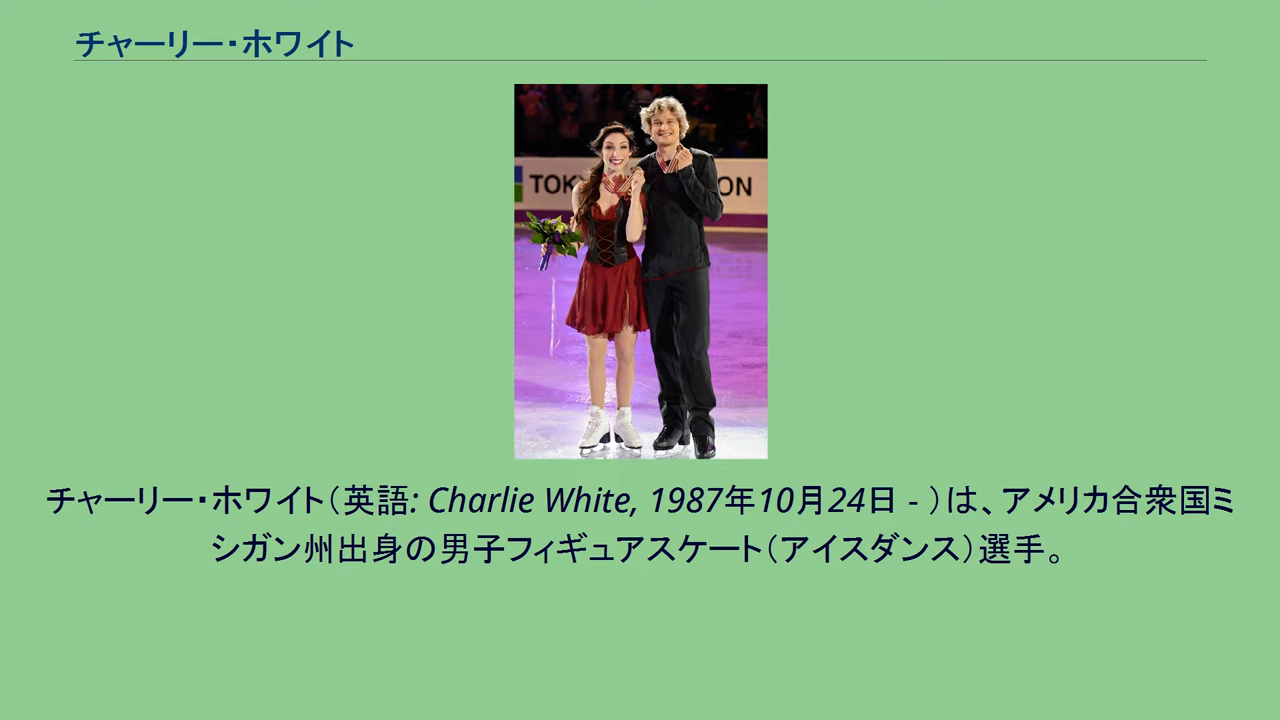 チャーリー・ホワイト
TOK
ON
チャーリー・ホワイト（英語: Charlie White, 1987年10月24日 - ）は、アメリカ合衆国ミ
シガン州出身の男子フィギュアスケート（アイスダンス）選手。